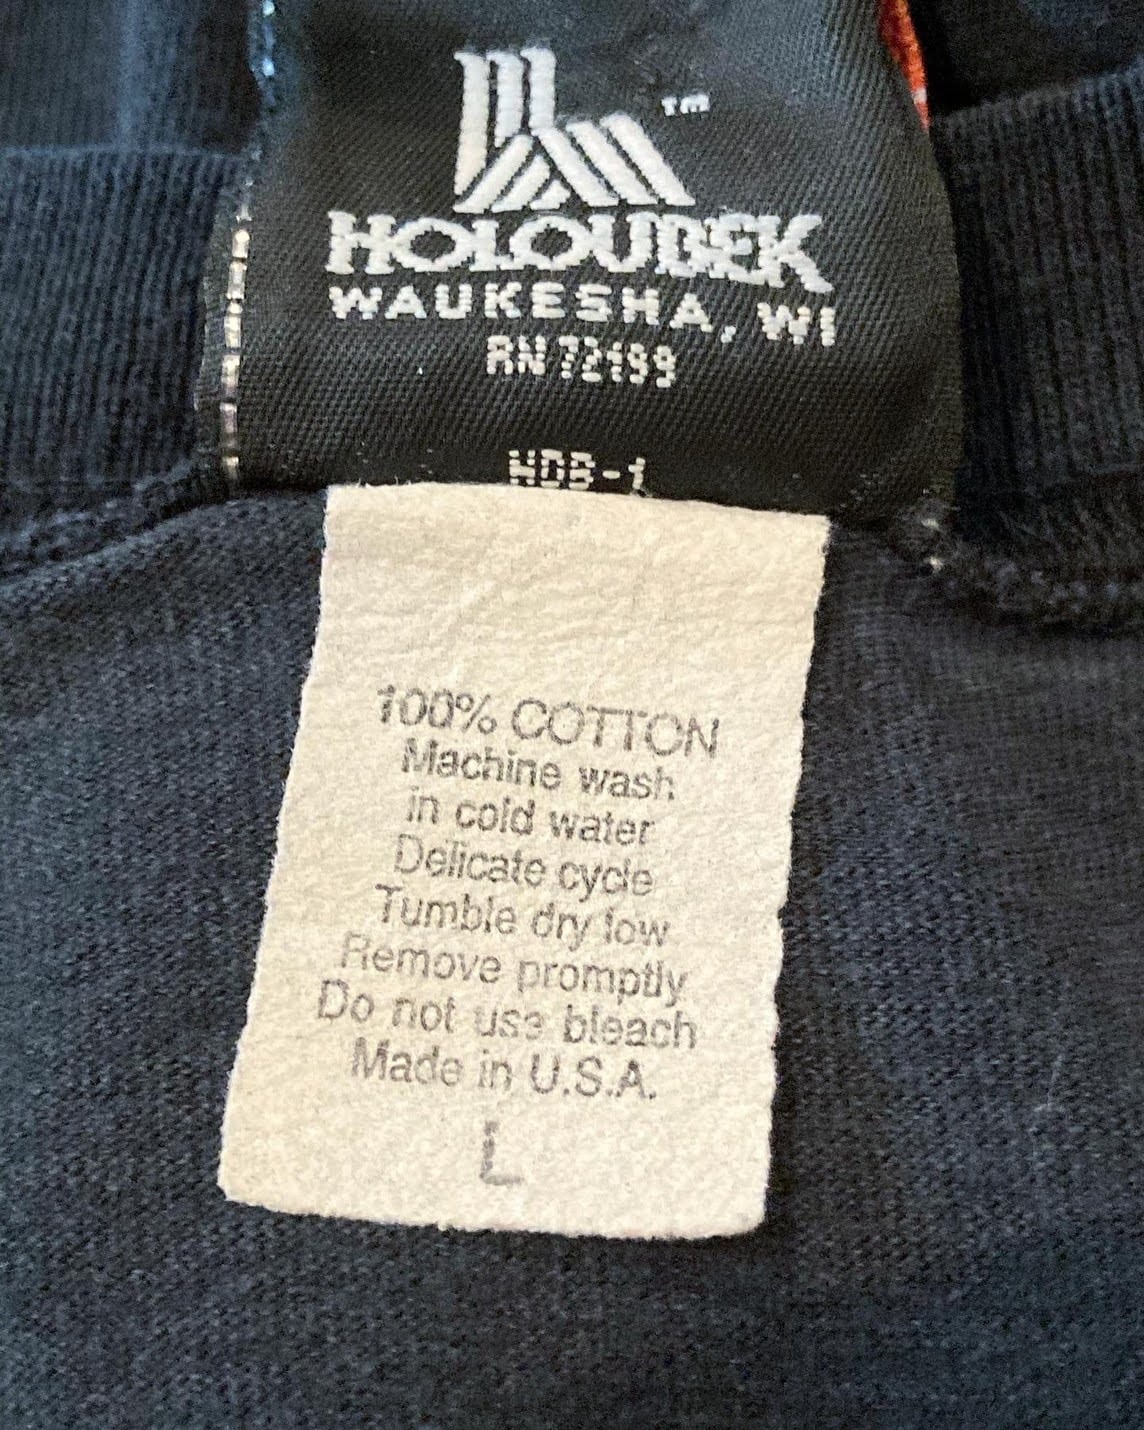 TM
HOLOUBEK
WAUKESHA, WI
RN 72199
HDB-1
100% COTTON
Machine wash
in cold water
Delicate cycle
Tumble dry low
Remove promptly
Do not use bleach
Made in U.S.A.
L